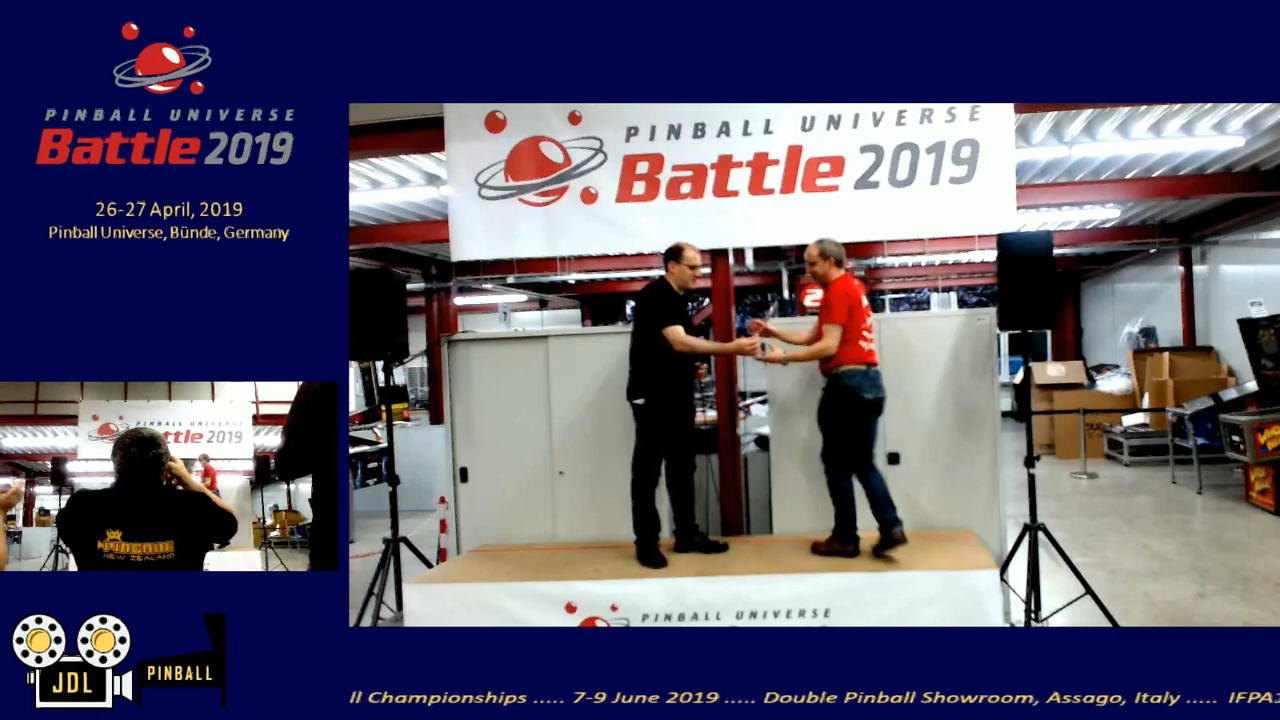 PINBALL UNIVERSE
Battle 2019
26-27 April, 2019
Pinball Universe, Bünde, Germany
PINBALL UNIVERSE
Battle 2019
2
PINBALL UNIVERSE
2019
NEW ZEALAND
PINBALL UNIVERSE
JDL
PINBALL
ll Championships ..... 7-9 June 2019 ..... Double Pinball Showroom, Assago, Italy ..... IFPA